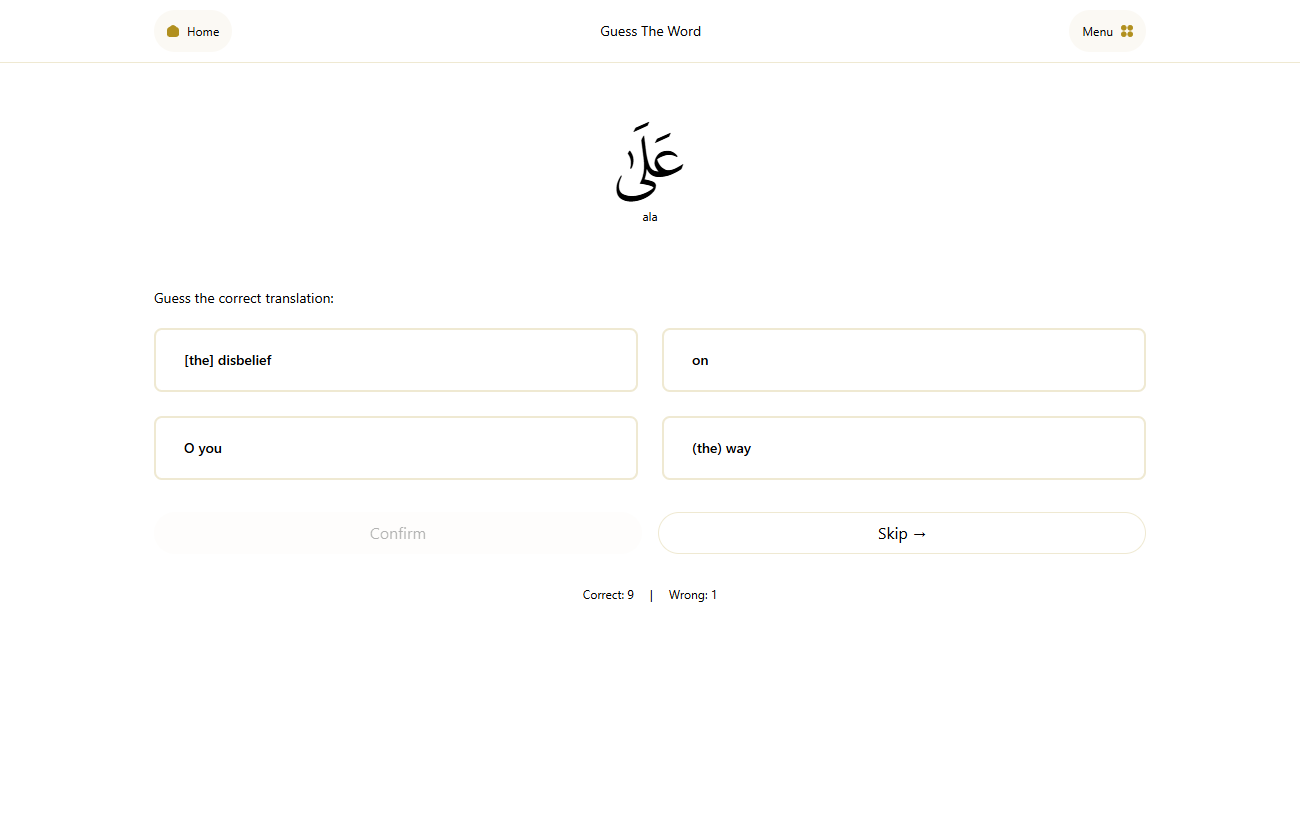 Home
Guess The Word
Menu
عَلَىٰ
ala
Guess the correct translation:
[the] disbelief
on
O you
(the) way
Confirm
Skip →
Correct: 9 | Wrong: 1